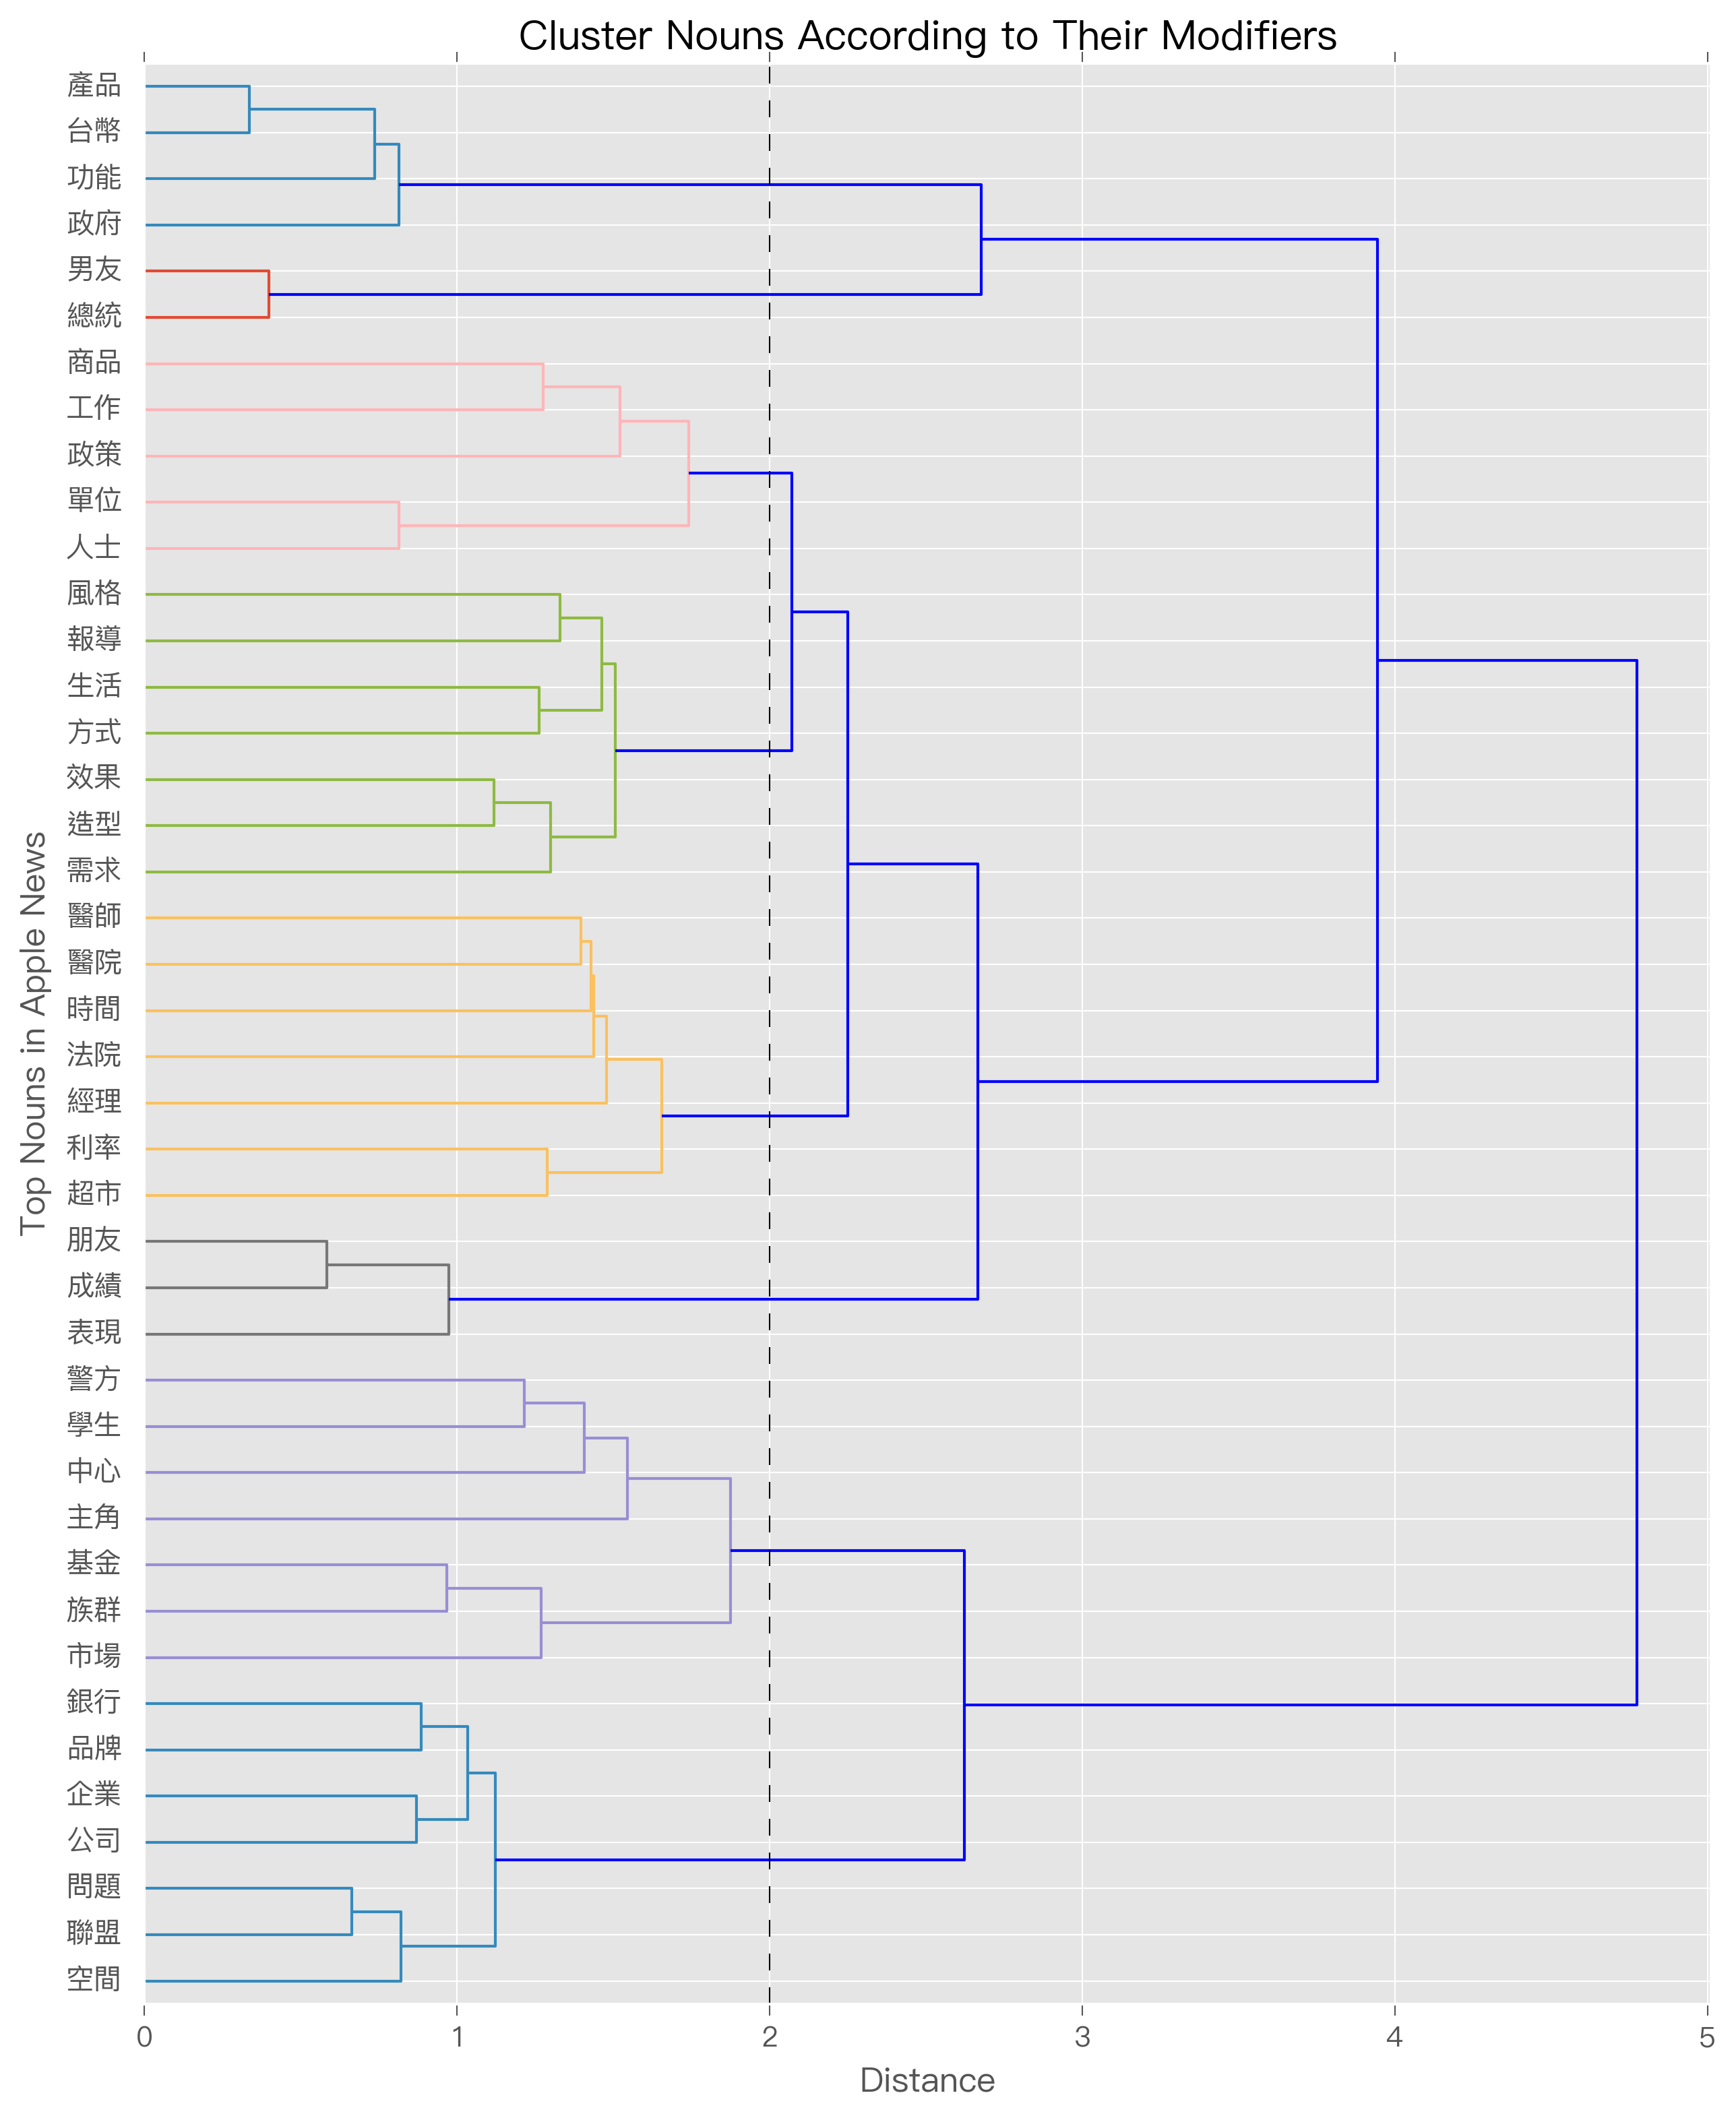 Cluster Nouns According to Their Modifiers
產品
台幣
功能
政府
男友
總統
商品
工作
政策
單位
人士
風格
報導
生活
方式
效果
造型
需求
醫師
醫院
時間
法院
經理
利率
超市
朋友
成績
表現
警方
學生
中心
主角
基金
族群
市場
銀行
品牌
企業
公司
問題
聯盟
空間
Top Nouns in Apple News
0 1 2 3 4 5
Distance